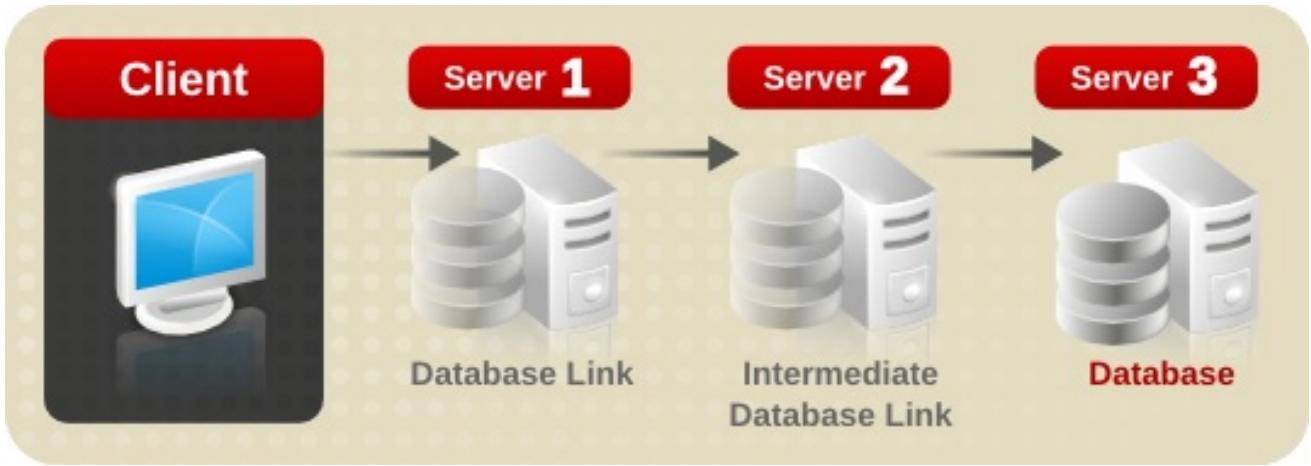 Client
Server 1
Server 2
Server 3
Database Link
Intermediate
Database Link
Database